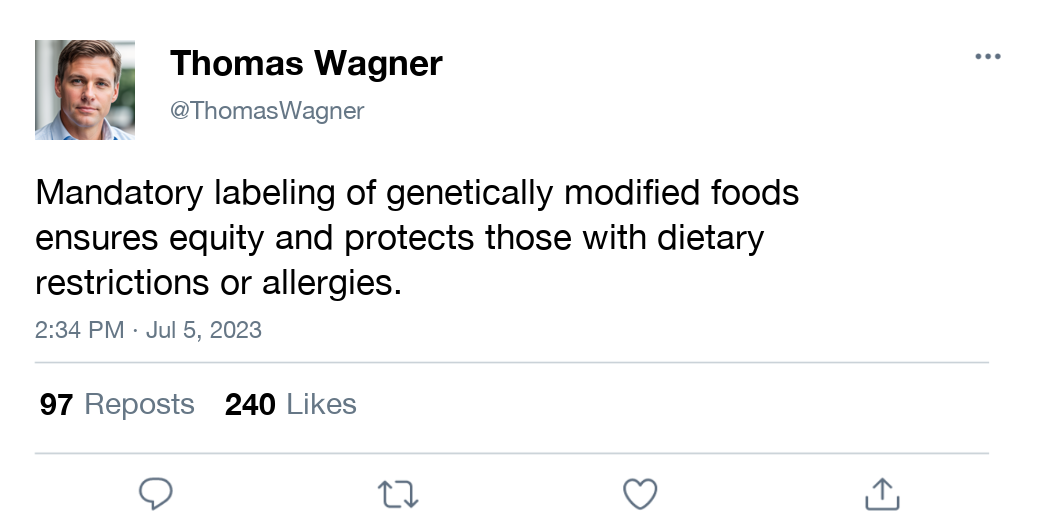 Thomas Wagner
@ThomasWagner
Mandatory labeling of genetically modified foods
ensures equity and protects those with dietary
restrictions or allergies.
2:34 PM · Jul 5, 2023
97 Reposts 240 Likes